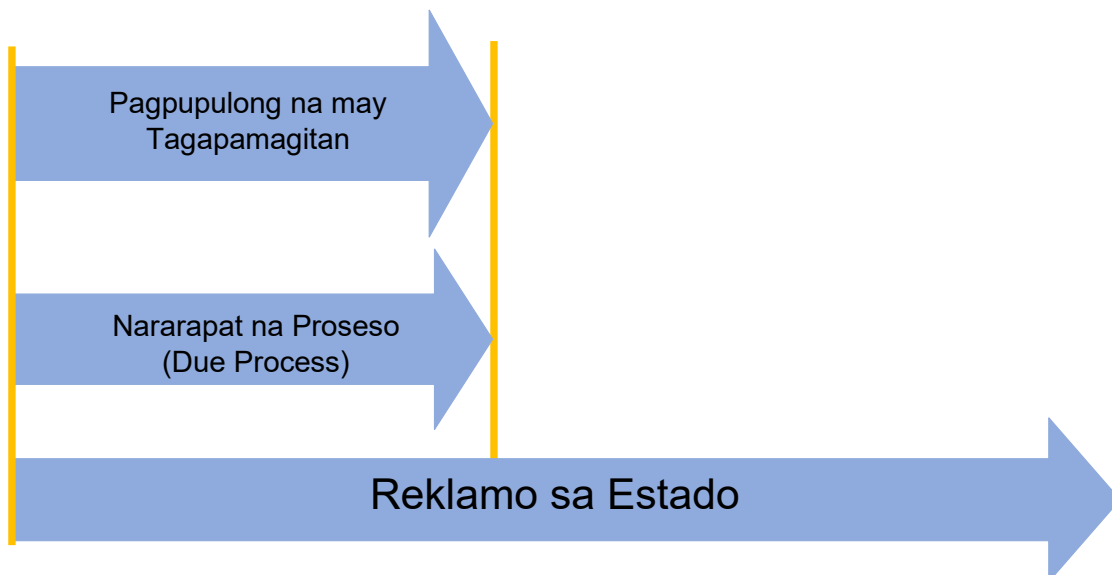 Pagpupulong na may
Tagapamagitan
Nararapat na Proseso
(Due Process)
Reklamo sa Estado